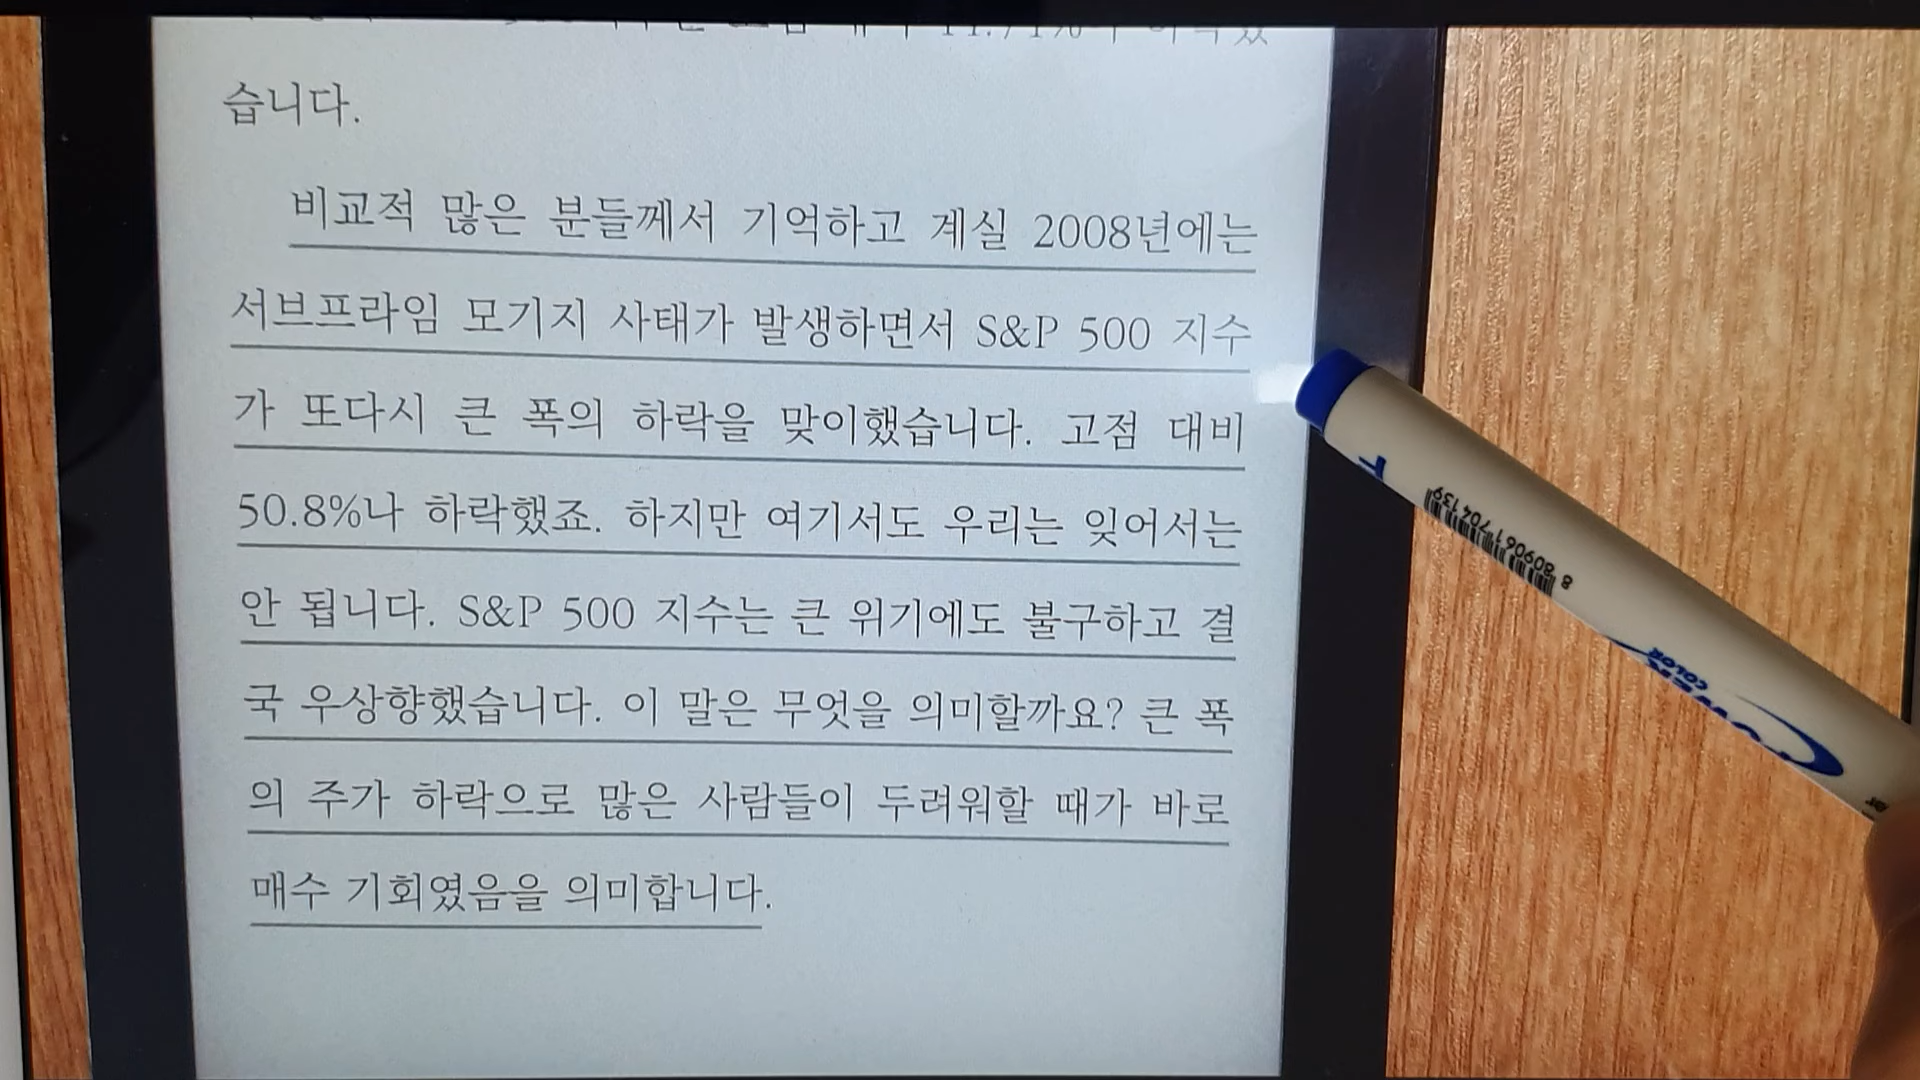 습니다.
비교적 많은 분들께서 기억하고 계실 2008년에는
서브프라임 모기지 사태가 발생하면서 S&P 500 지수
가 또다시 큰 폭의 하락을 맞이했습니다. 고점 대비
50.8%나 하락했죠. 하지만 여기서도 우리는 잊어서는
안 됩니다. S&P 500 지수는 큰 위기에도 불구하고 결
국 우상향했습니다. 이 말은 무엇을 의미할까요? 큰 폭
의 주가 하락으로 많은 사람들이 두려워할 때가 바로
매수 기회였음을 의미합니다.
8 809061 704139
COLOR